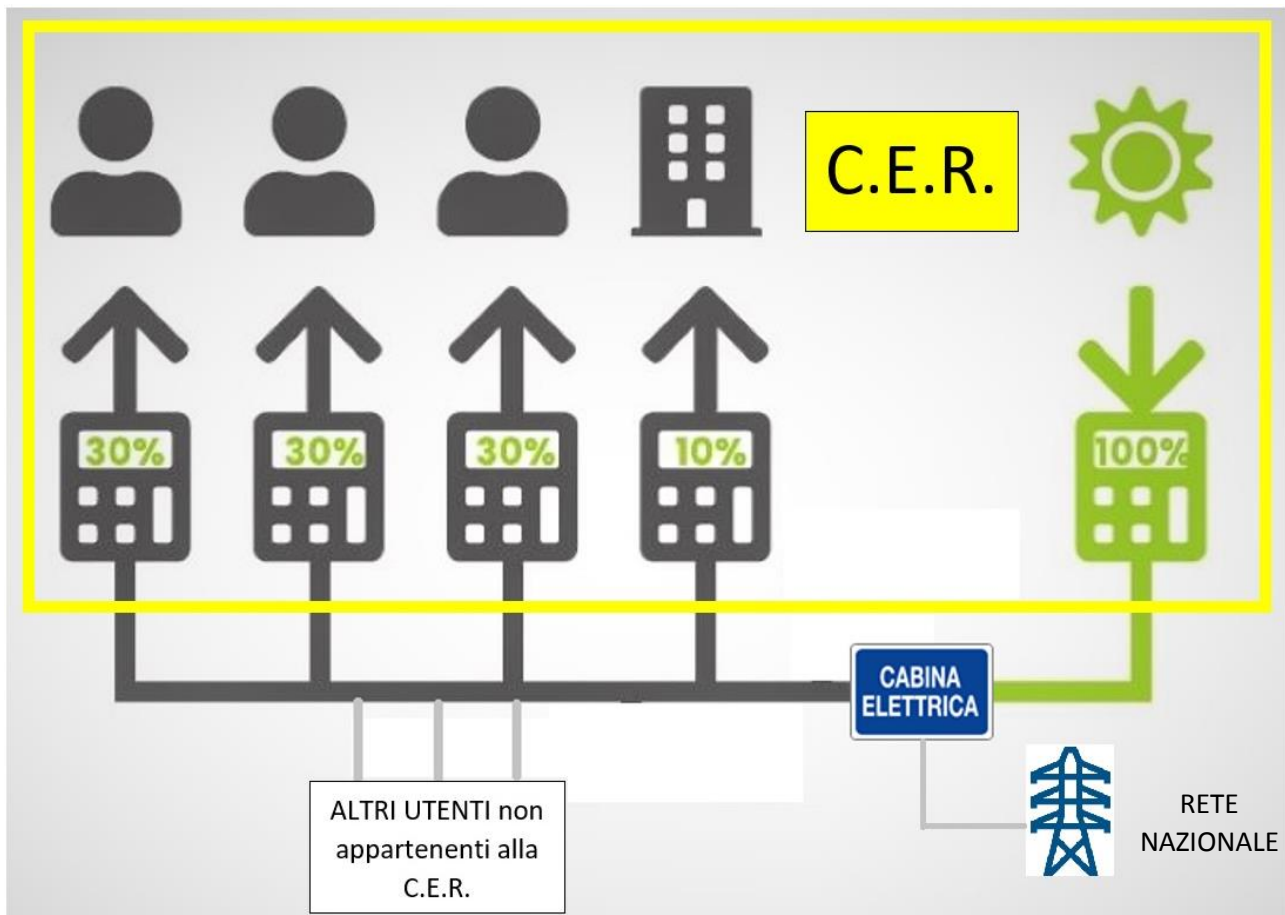 C.E.R.
30%
30%
30%
10%
100%
CABINA
ELETTRICA
ALTRI UTENTI non
appartenenti alla
C.E.R.
RETE
NAZIONALE